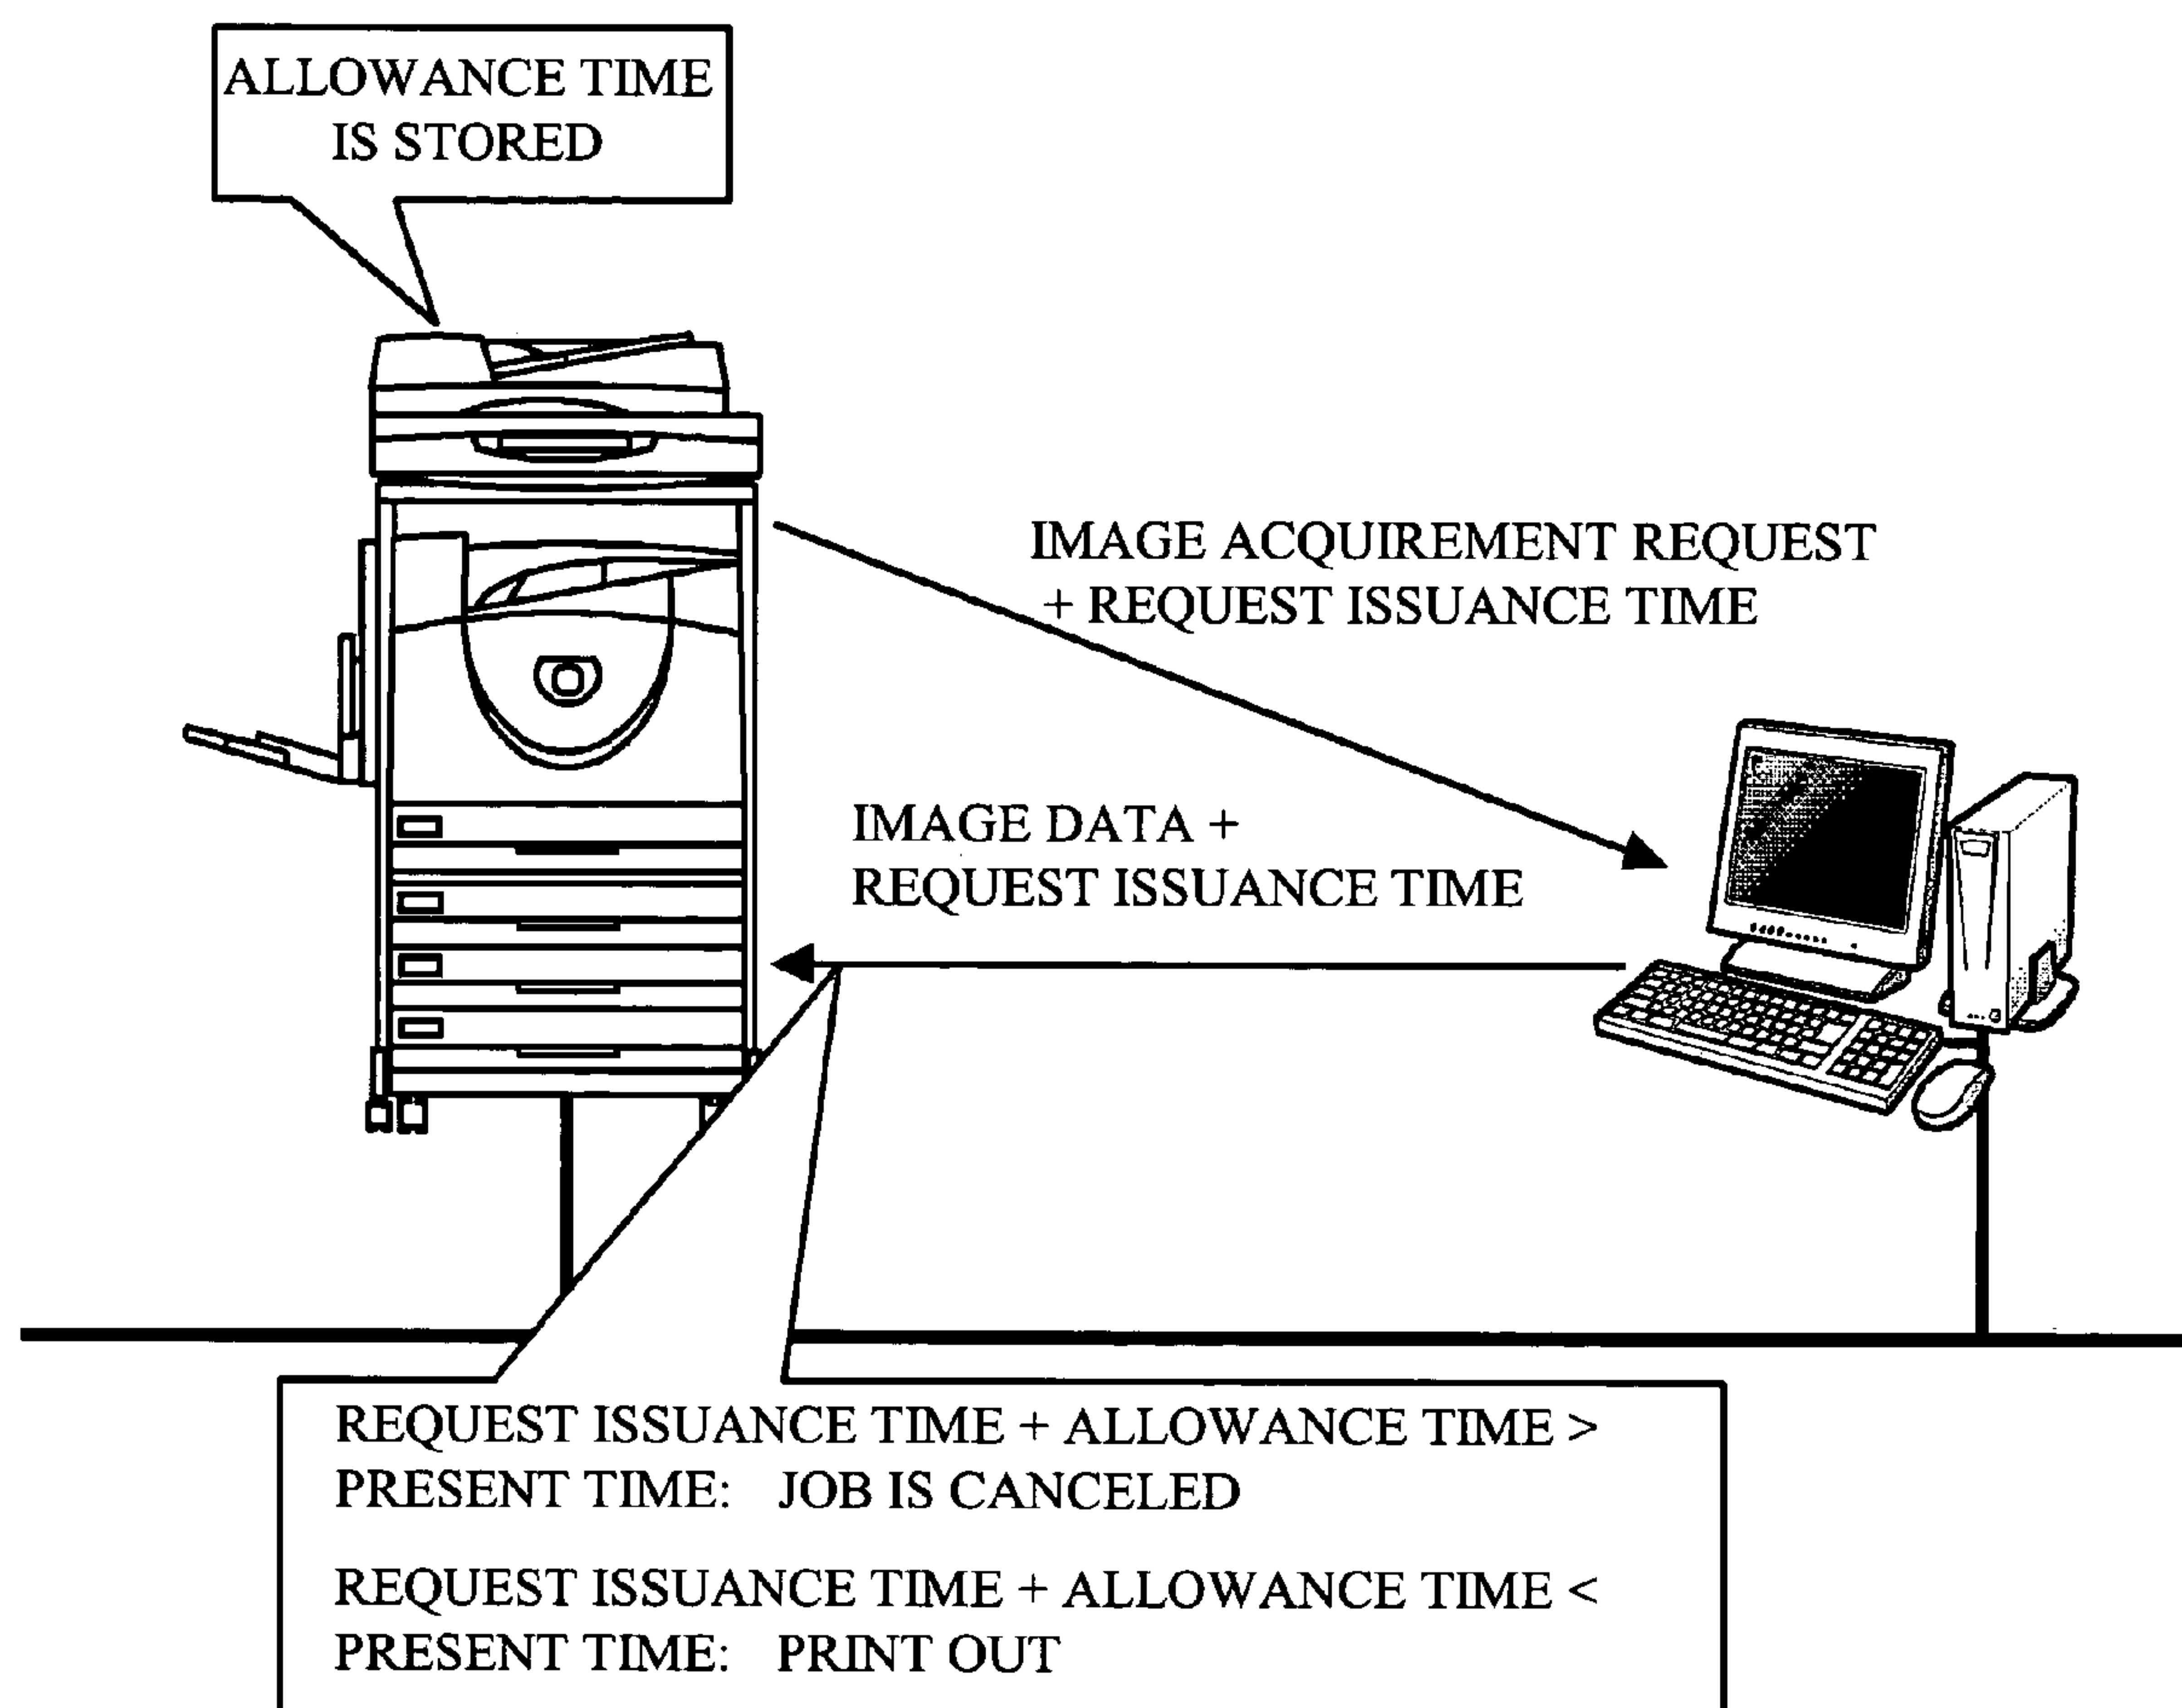 ALLOWANCE TIME
IS STORED
IMAGE ACQUIREMENT REQUEST
+ REQUEST ISSUANCE TIME
IMAGE DATA +
REQUEST ISSUANCE TIME
REQUEST ISSUANCE TIME + ALLOWANCE TIME >
PRESENT TIME: JOB IS CANCELED
REQUEST ISSUANCE TIME + ALLOWANCE TIME <
PRESENT TIME: PRINT OUT